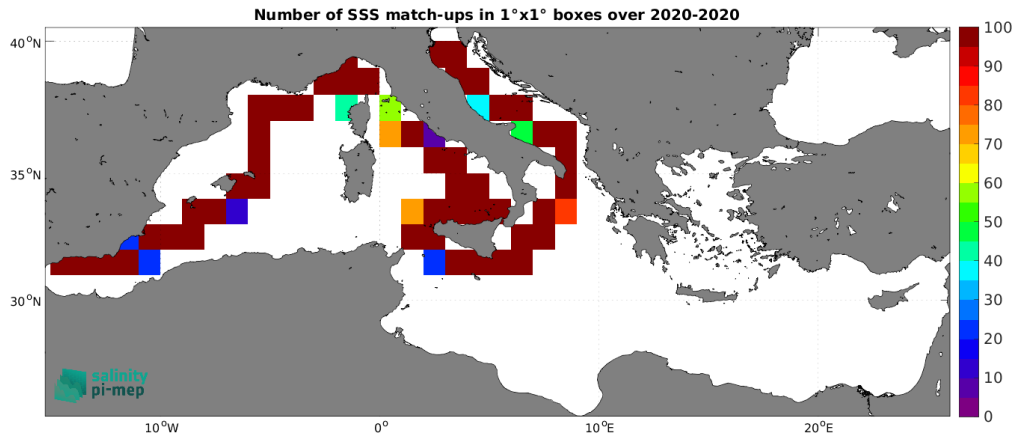 Number of SSS match-ups in 1°x1° boxes over 2020-2020
40°N
35°N
30°N
10°W
0°
10°E
20°E
100
90
80
70
60
50
40
30
20
10
0
salinity
pi-mep